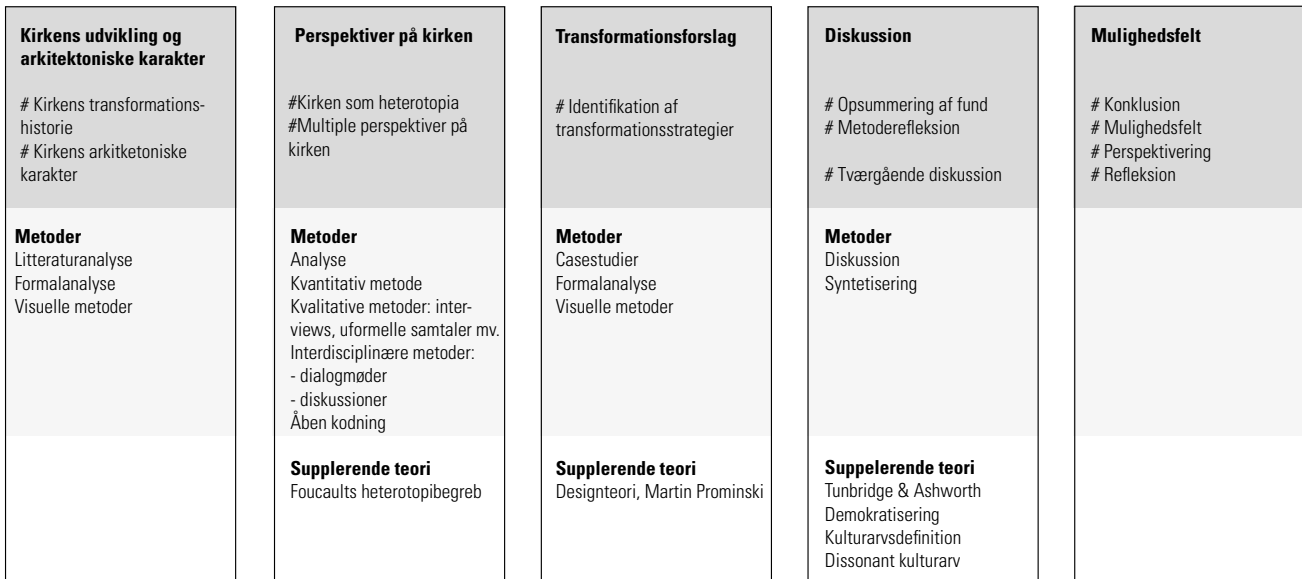 Kirkens udvikling og
arkitektoniske karakter
# Kirkens transformations-
historie
# Kirkens arkitketoniske
karakter
Metoder
Litteraturanalyse
Formalanalyse
Visuelle metoder
Perspektiver på kirken
#Kirken som heterotopia
#Multiple perspektiver på
kirken
Metoder
Analyse
Kvantitativ metode
Kvalitative metoder: inter-
views, uformelle samtaler mv.
Interdisciplinære metoder:
- dialogmøder
- diskussioner
Åben kodning
Supplerende teori
Foucaults heterotopibegreb
Transformationsforslag
# Identifikation af
transformationsstrategier
Metoder
Casestudier
Formalanalyse
Visuelle metoder
Supplerende teori
Designteori, Martin Prominski
Diskussion
# Opsummering af fund
# Metoderefleksion
# Tværgående diskussion
Metoder
Diskussion
Syntetisering
Suppelerende teori
Tunbridge & Ashworth
Demokratisering
Kulturarvsdefinition
Dissonant kulturarv
Mulighedsfelt
# Konklusion
# Mulighedsfelt
# Perspektivering
# Refleksion